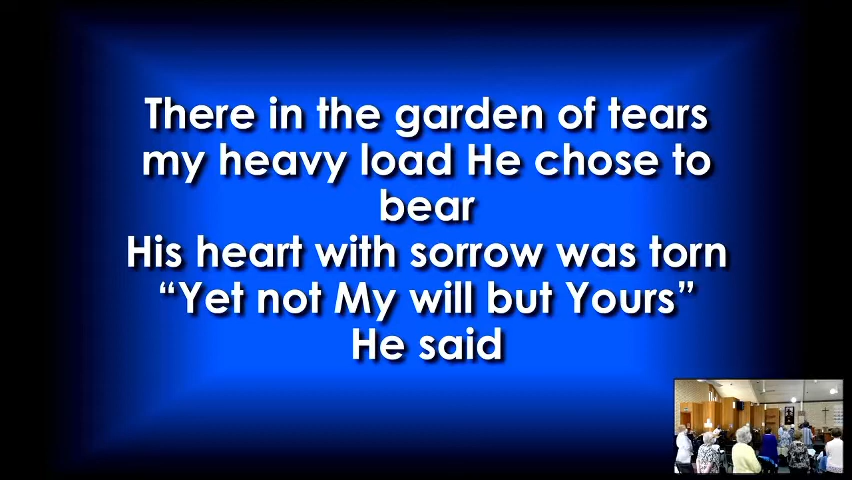 There in the garden of tears
my heavy load He chose to
bear
His heart with sorrow was torn
“Yet not My will but Yours”
He said